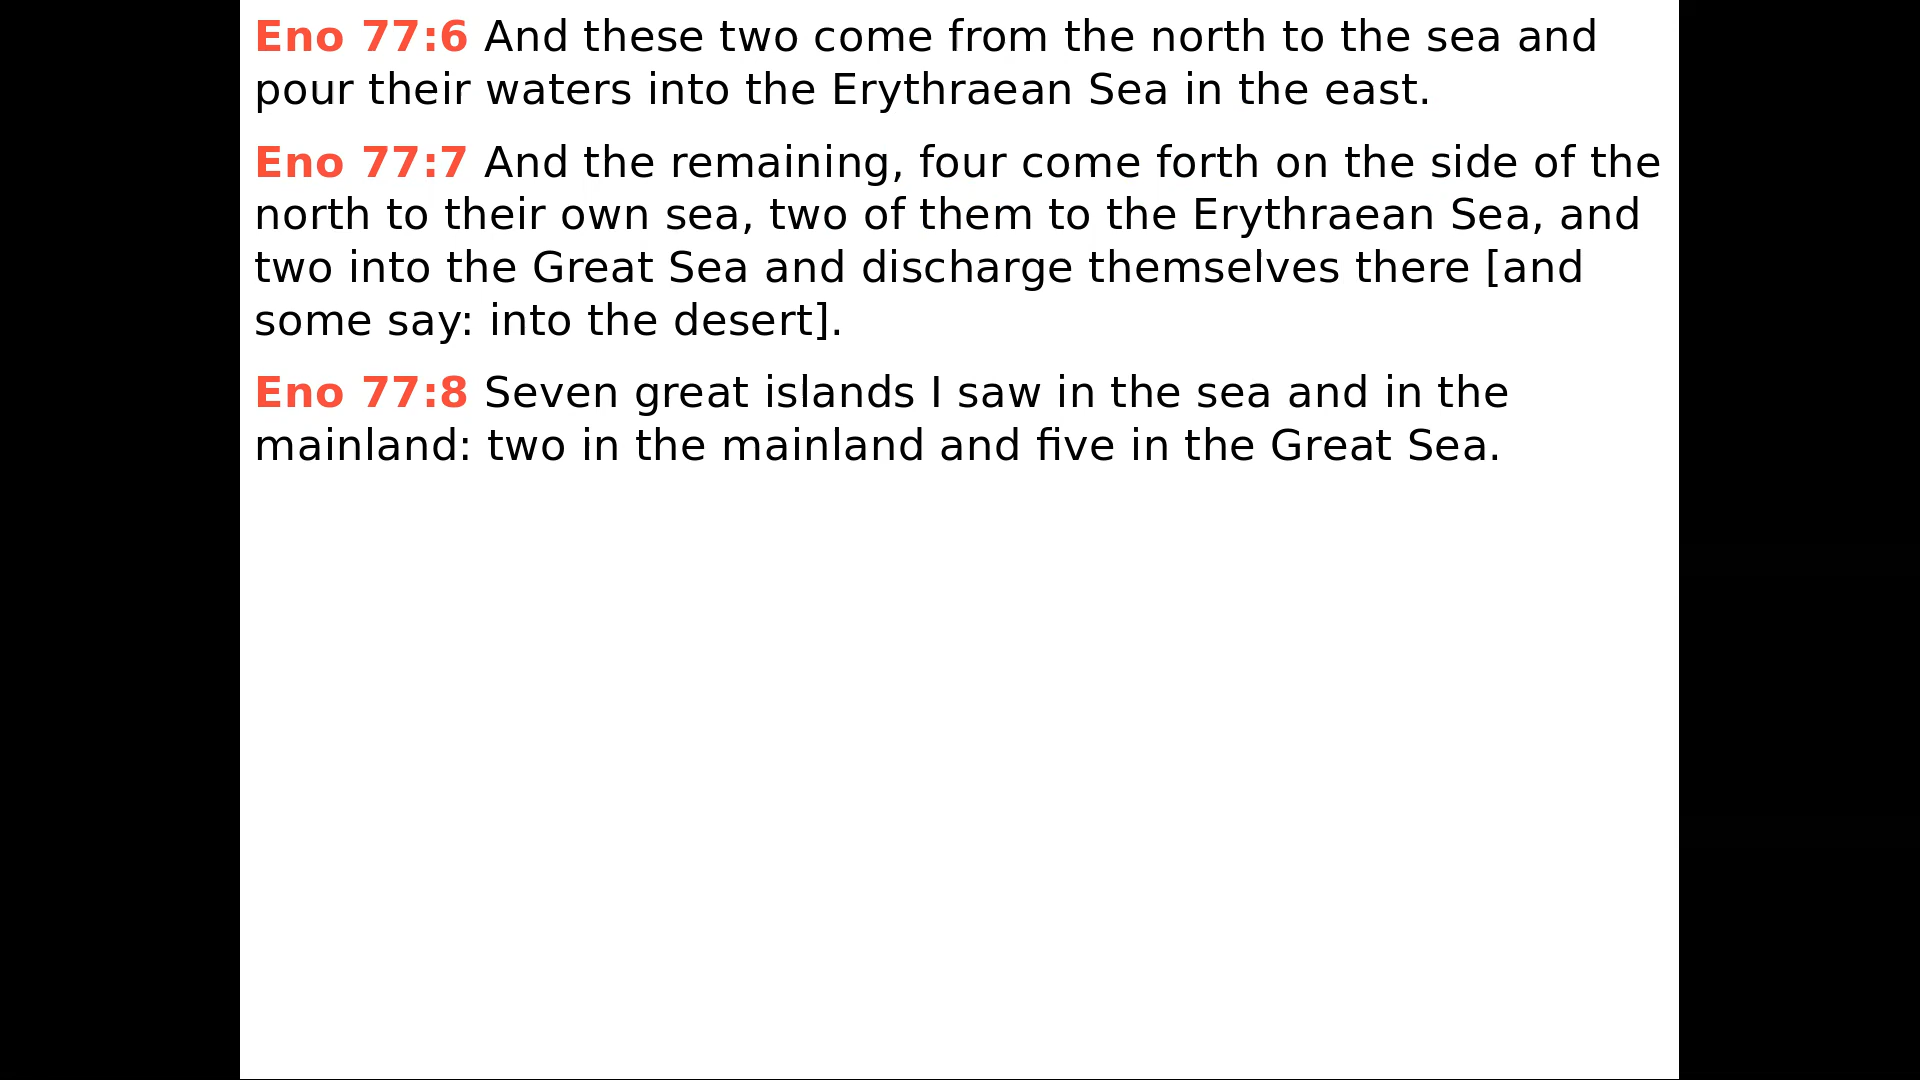 Eno 77:6 And these two come from the north to the sea and
pour their waters into the Erythraean Sea in the east.
Eno 77:7 And the remaining, four come forth on the side of the
north to their own sea, two of them to the Erythraean Sea, and
two into the Great Sea and discharge themselves there [and
some say: into the desert].
Eno 77:8 Seven great islands I saw in the sea and in the
mainland: two in the mainland and five in the Great Sea.